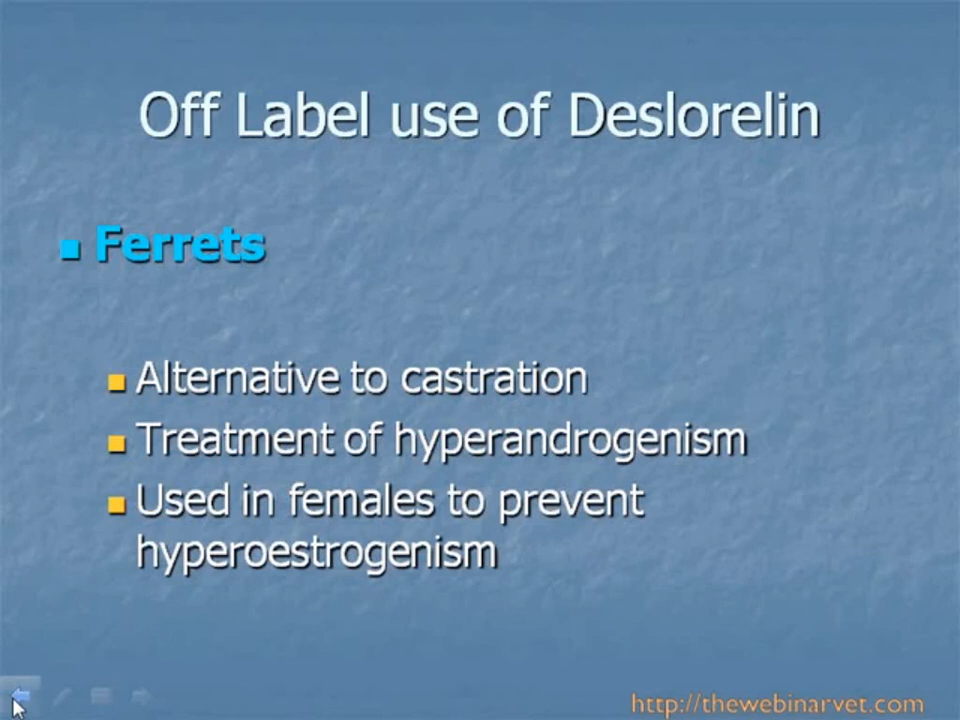 Off Label use of Deslorelin
Ferrets
Alternative to castration
Treatment of hyperandrogenism
Used in females to prevent
hyperoestrogenism
http://thewebinarvet.com